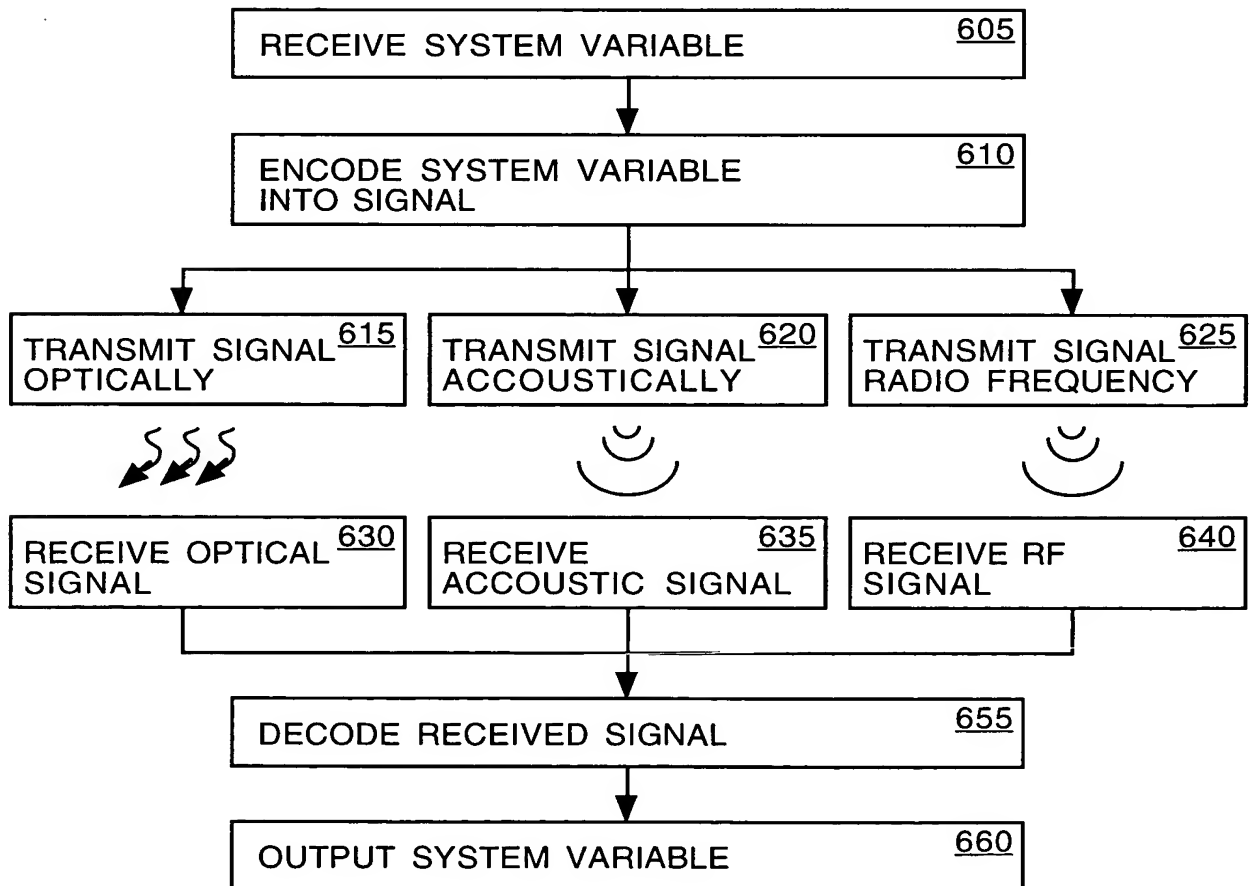 RECEIVE SYSTEM VARIABLE 605
ENCODE SYSTEM VARIABLE 610
INTO SIGNAL
TRANSMIT SIGNAL 615
OPTICALLY
TRANSMIT SIGNAL 620
ACCOUSTICALLY
TRANSMIT SIGNAL 625
RADIO FREQUENCY
RECEIVE OPTICAL 630
SIGNAL
RECEIVE 635
ACCOUSTIC SIGNAL
RECEIVE RF 640
SIGNAL
DECODE RECEIVED SIGNAL 655
OUTPUT SYSTEM VARIABLE 660